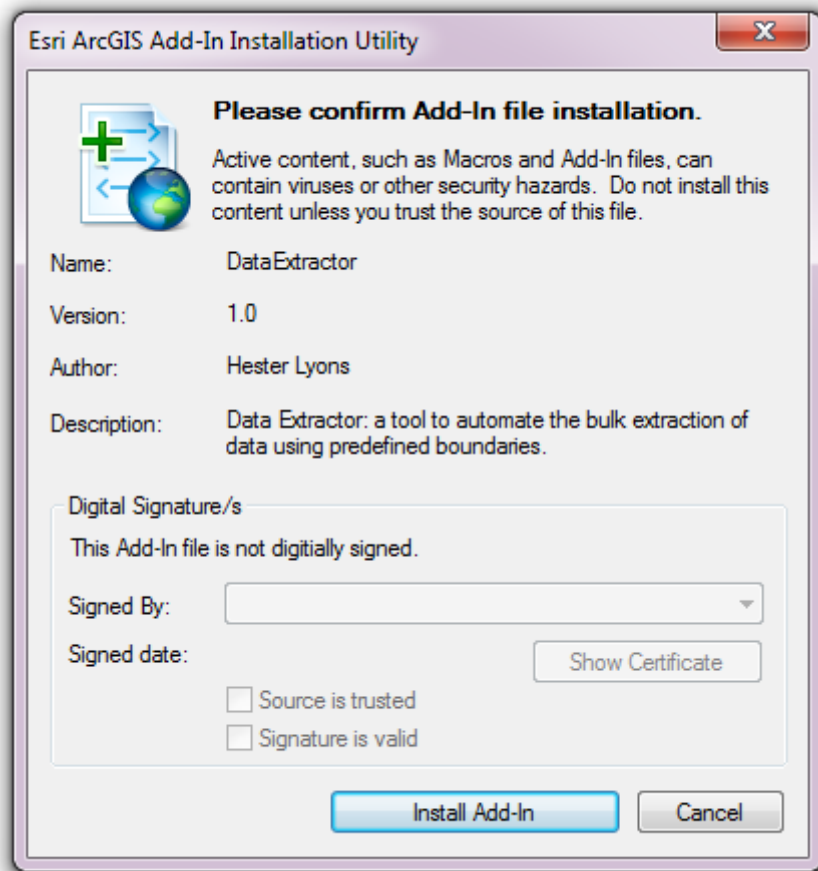 Esri ArcGIS Add-In Installation Utility
Please confirm Add-In file installation.
Active content, such as Macros and Add-In files, can
contain viruses or other security hazards. Do not install this
content unless you trust the source of this file.
Name: DataExtractor
Version: 1.0
Author: Hester Lyons
Description: Data Extractor: a tool to automate the bulk extraction of
data using predefined boundaries.
Digital Signature/s
This Add-In file is not digitially signed.
Signed By:
Signed date:
Show Certificate
Source is trusted
Signature is valid
Install Add-In
Cancel